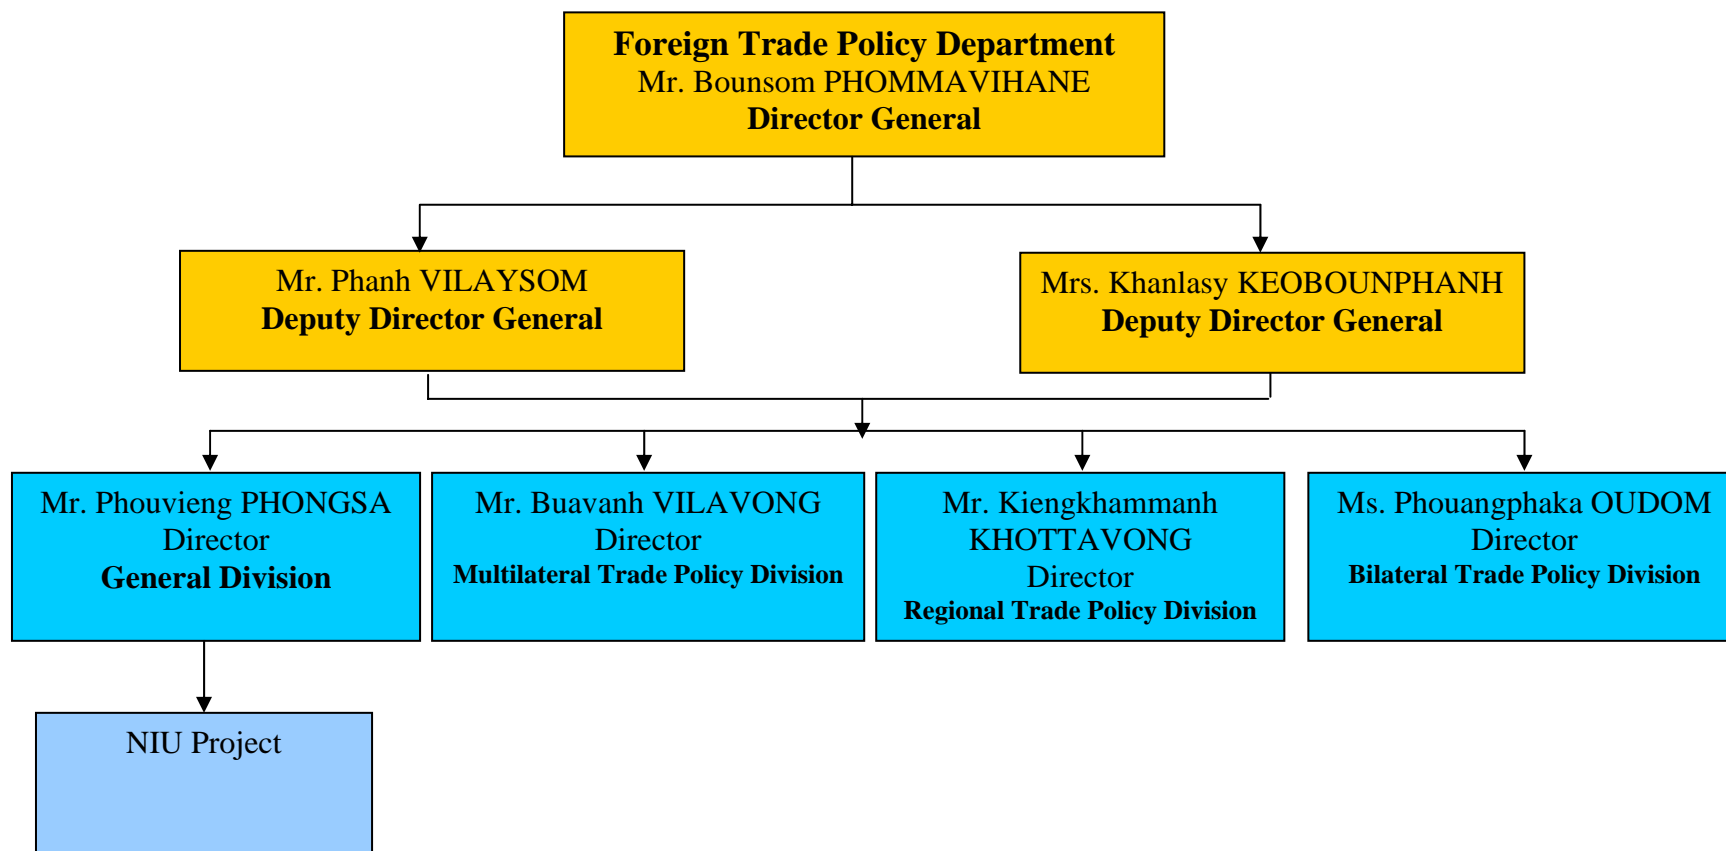 Foreign Trade Policy Department
Mr. Bounsom PHOMMAVIHANE
Director General
Mr. Phanh VILAYSOM
Deputy Director General
Mrs. Khanlasy KEOBOUNPHANH
Deputy Director General
Mr. Phouvieng PHONGSA
Director
General Division
Mr. Buavanh VILAVONG
Director
Multilateral Trade Policy Division
Mr. Kiengkhammanh
KHOTTAVONG
Director
Regional Trade Policy Division
Ms. Phouangphaka OUDOM
Director
Bilateral Trade Policy Division
NIU Project